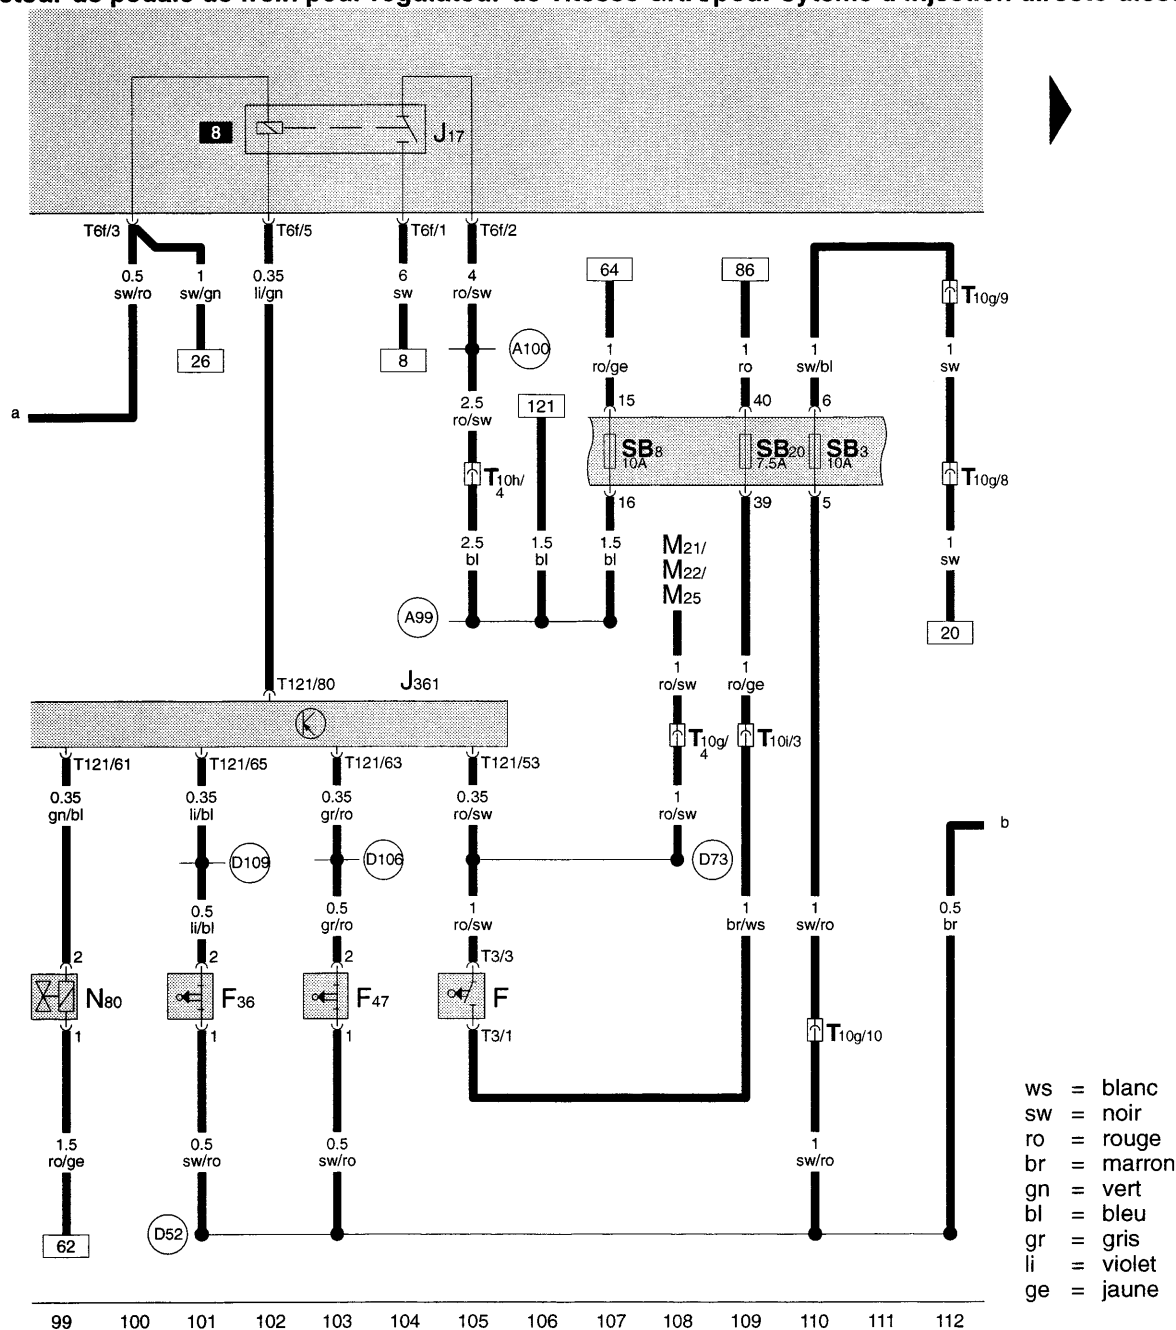 pour
8
J17
T6f/3
T6f/5
T6f/1
T6f/2
0.5
sw/ro
1
sw/gn
0.35
li/gn
6
sw
4
ro/sw
64
86
T10g/9
26
8
A100
1
ro/ge
1
ro
1
sw/bl
1
sw
a
2.5
ro/sw
121
15
40
6
SB8
10A
SB20
7.5A
SB3
10A
T10h/
4
T10g/8
16
39
5
2.5
bl
1.5
bl
1.5
bl
M21/
M22/
M25
1
sw
A99
20
T121/80
J361
1
ro/sw
1
ro/ge
T10g/
4
T10i/3
T121/61
T121/65
T121/63
T121/53
0.35
gn/bl
0.35
li/bl
0.35
gr/ro
0.35
ro/sw
1
ro/sw
b
D109
D106
D73
0.5
li/bl
0.5
gr/ro
1
ro/sw
1
br/ws
1
sw/ro
0.5
br
2
2
2
T3/3
N80
F36
F47
F
1
1
1
T3/1
T10g/10
1.5
ro/ge
0.5
sw/ro
0.5
sw/ro
1
sw/ro
62
D52
ws = blanc
sw = noir
ro = rouge
br = marron
gn = vert
bl = bleu
gr = gris
li = violet
ge = jaune
99 100 101 102 103 104 105 106 107 108 109 110 111 112